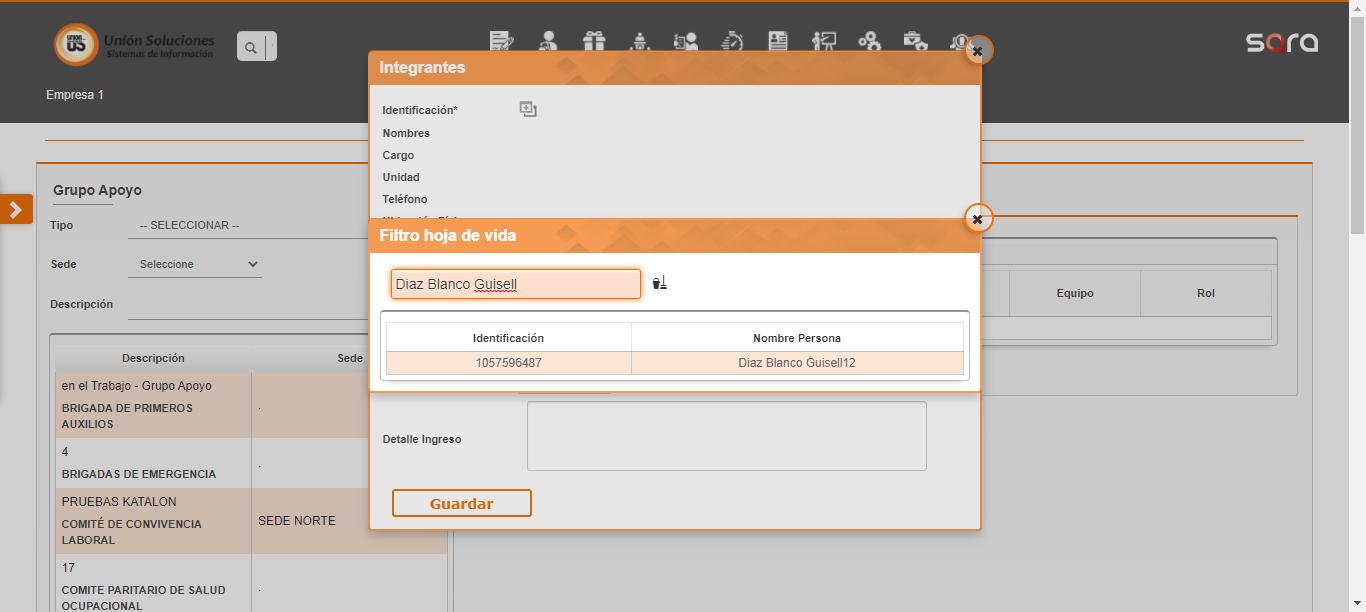 UNION
US
Unión Soluciones
Sistemas de Información
sara
Empresa 1
Integrantes
Identificación*
Nombres
Cargo
Unidad
Teléfono
Filtro hoja de vida
Diaz Blanco Guisell
Identificación Nombre Persona
1057596487 Diaz Blanco Guisell12
Detalle Ingreso
Guardar
Grupo Apoyo
Tipo -- SELECCIONAR --
Sede Seleccione
Descripción
Descripción Sede
en el Trabajo - Grupo Apoyo
BRIGADA DE PRIMEROS
AUXILIOS
.
4
BRIGADAS DE EMERGENCIA
.
PRUEBAS KATALON
COMITÉ DE CONVIVENCIA
LABORAL
SEDE NORTE
17
COMITE PARITARIO DE SALUD
OCUPACIONAL
.
Equipo Rol